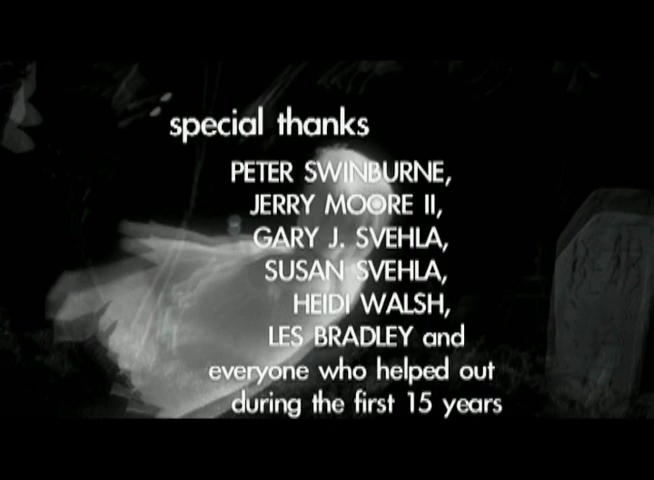 special thanks
PETER SWINBURNE,
JERRY MOORE II,
GARY J. SVEHLA,
SUSAN SVEHLA,
HEIDI WALSH,
LES BRADLEY and
everyone who helped out
during the first 15 years